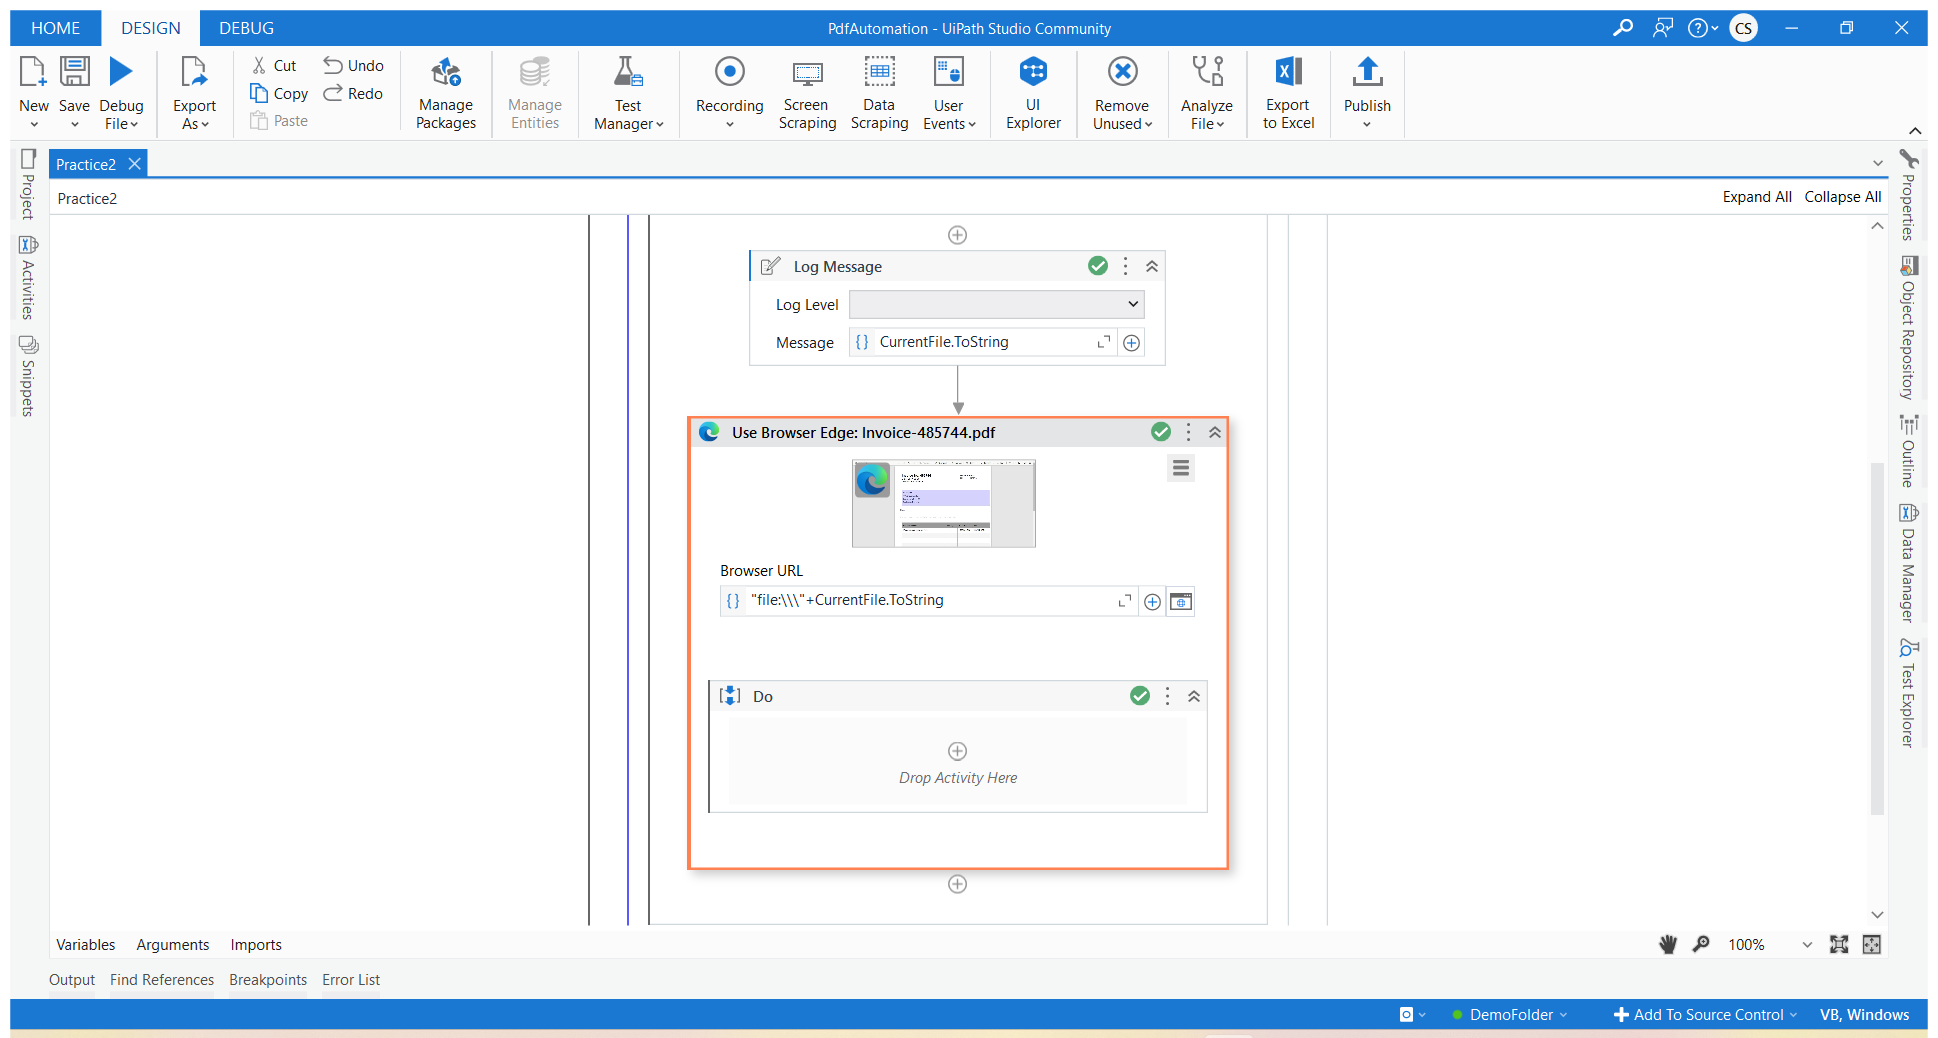 HOME DESIGN DEBUG PdfAutomation - UiPath Studio Community CS
New Save Debug File Export As Cut Copy Paste Undo Redo Manage Packages Manage Entities Test Manager Recording Screen Scraping Data Scraping User Events UI Explorer Remove Unused Analyze File Export to Excel Publish
Practice2
Practice2 Expand All Collapse All
Project
Activities
Snippets
Log Message
Log Level
Message CurrentFile.ToString
Use Browser Edge: Invoice-485744.pdf
Browser URL
"file:\\\"+CurrentFile.ToString
Do
Drop Activity Here
Properties
Object Repository
Outline
Data Manager
Test Explorer
Variables Arguments Imports 100%
Output Find References Breakpoints Error List
DemoFolder Add To Source Control VB, Windows